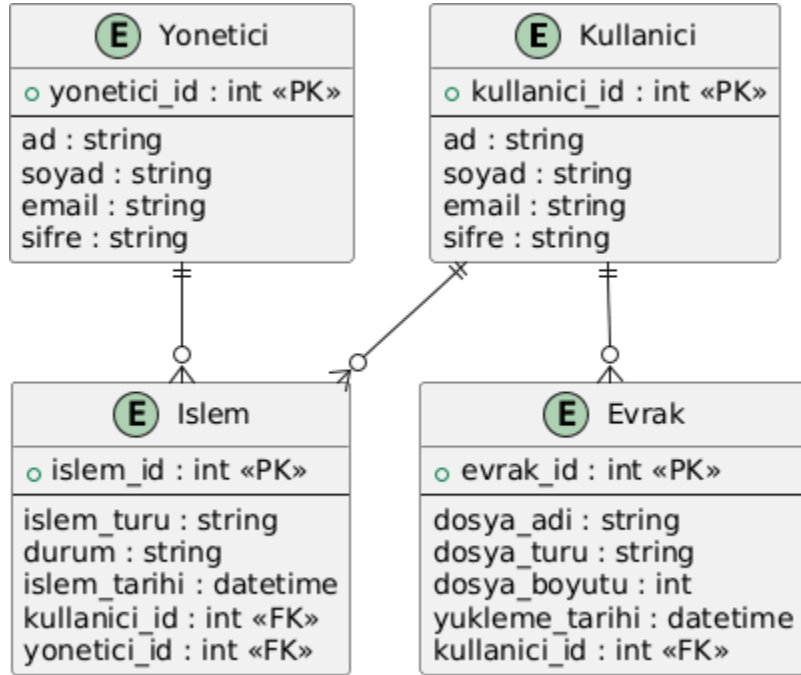 E Yonetici
yonetici_id : int «PK»
ad : string
soyad : string
email : string
sifre : string
E Kullanici
kullanici_id : int «PK»
ad : string
soyad : string
email : string
sifre : string
E Islem
islem_id : int «PK»
islem_turu : string
durum : string
islem_tarihi : datetime
kullanici_id : int «FK»
yonetici_id : int «FK»
E Evrak
evrak_id : int «PK»
dosya_adi : string
dosya_turu : string
dosya_boyutu : int
yukleme_tarihi : datetime
kullanici_id : int «FK»